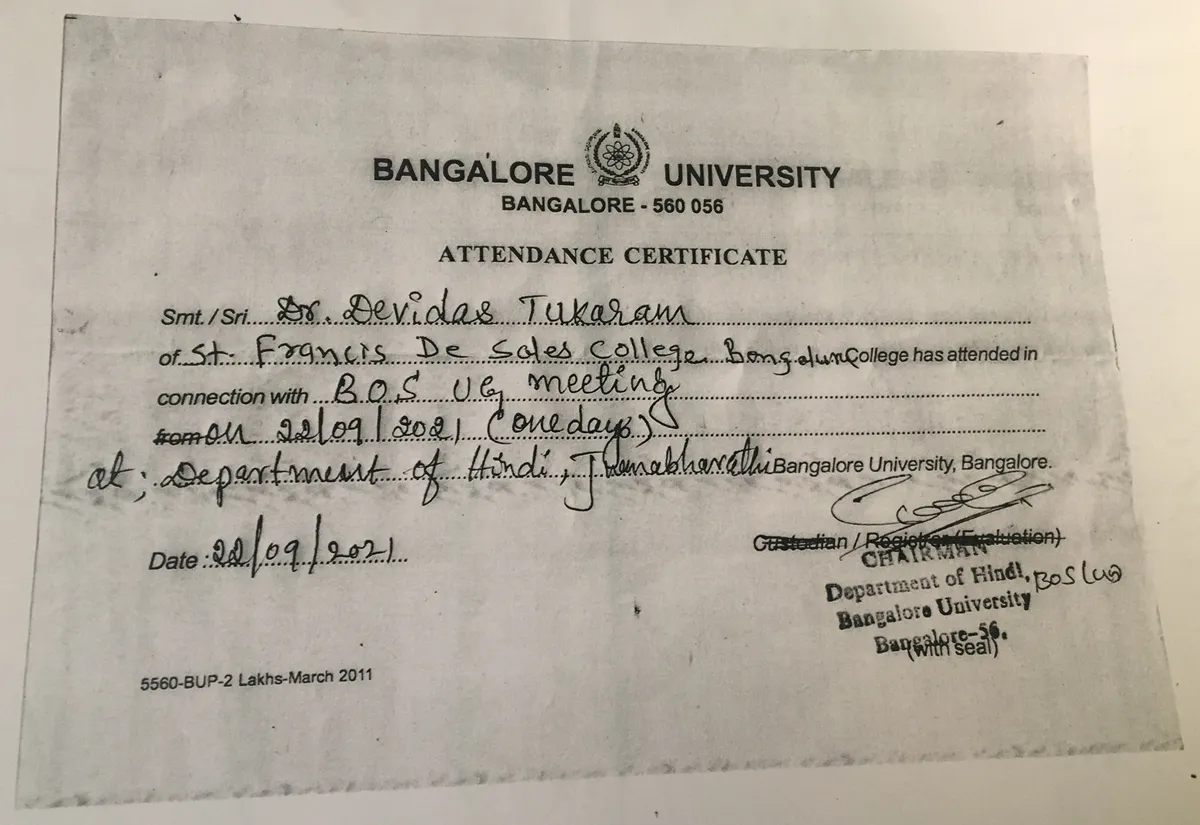 BANGALORE UNIVERSITY
BANGALORE - 560 056
ATTENDANCE CERTIFICATE
Smt./Sri. Dr. Devidas Tukaram
of St. Francis De Sales College College has attended in
connection with B.O.S UG meeting
from on 22/09/2021 (one days)
at; Department of Hindi, Bangalore University, Bangalore.
Date: 22/09/2021
Custodian / Registrar (Evaluation)
CHAIRMAN
Department of Hindi, BOS (UG)
Bangalore University
Bangalore-56.
(with seal)
5560-BUP-2 Lakhs-March 2011